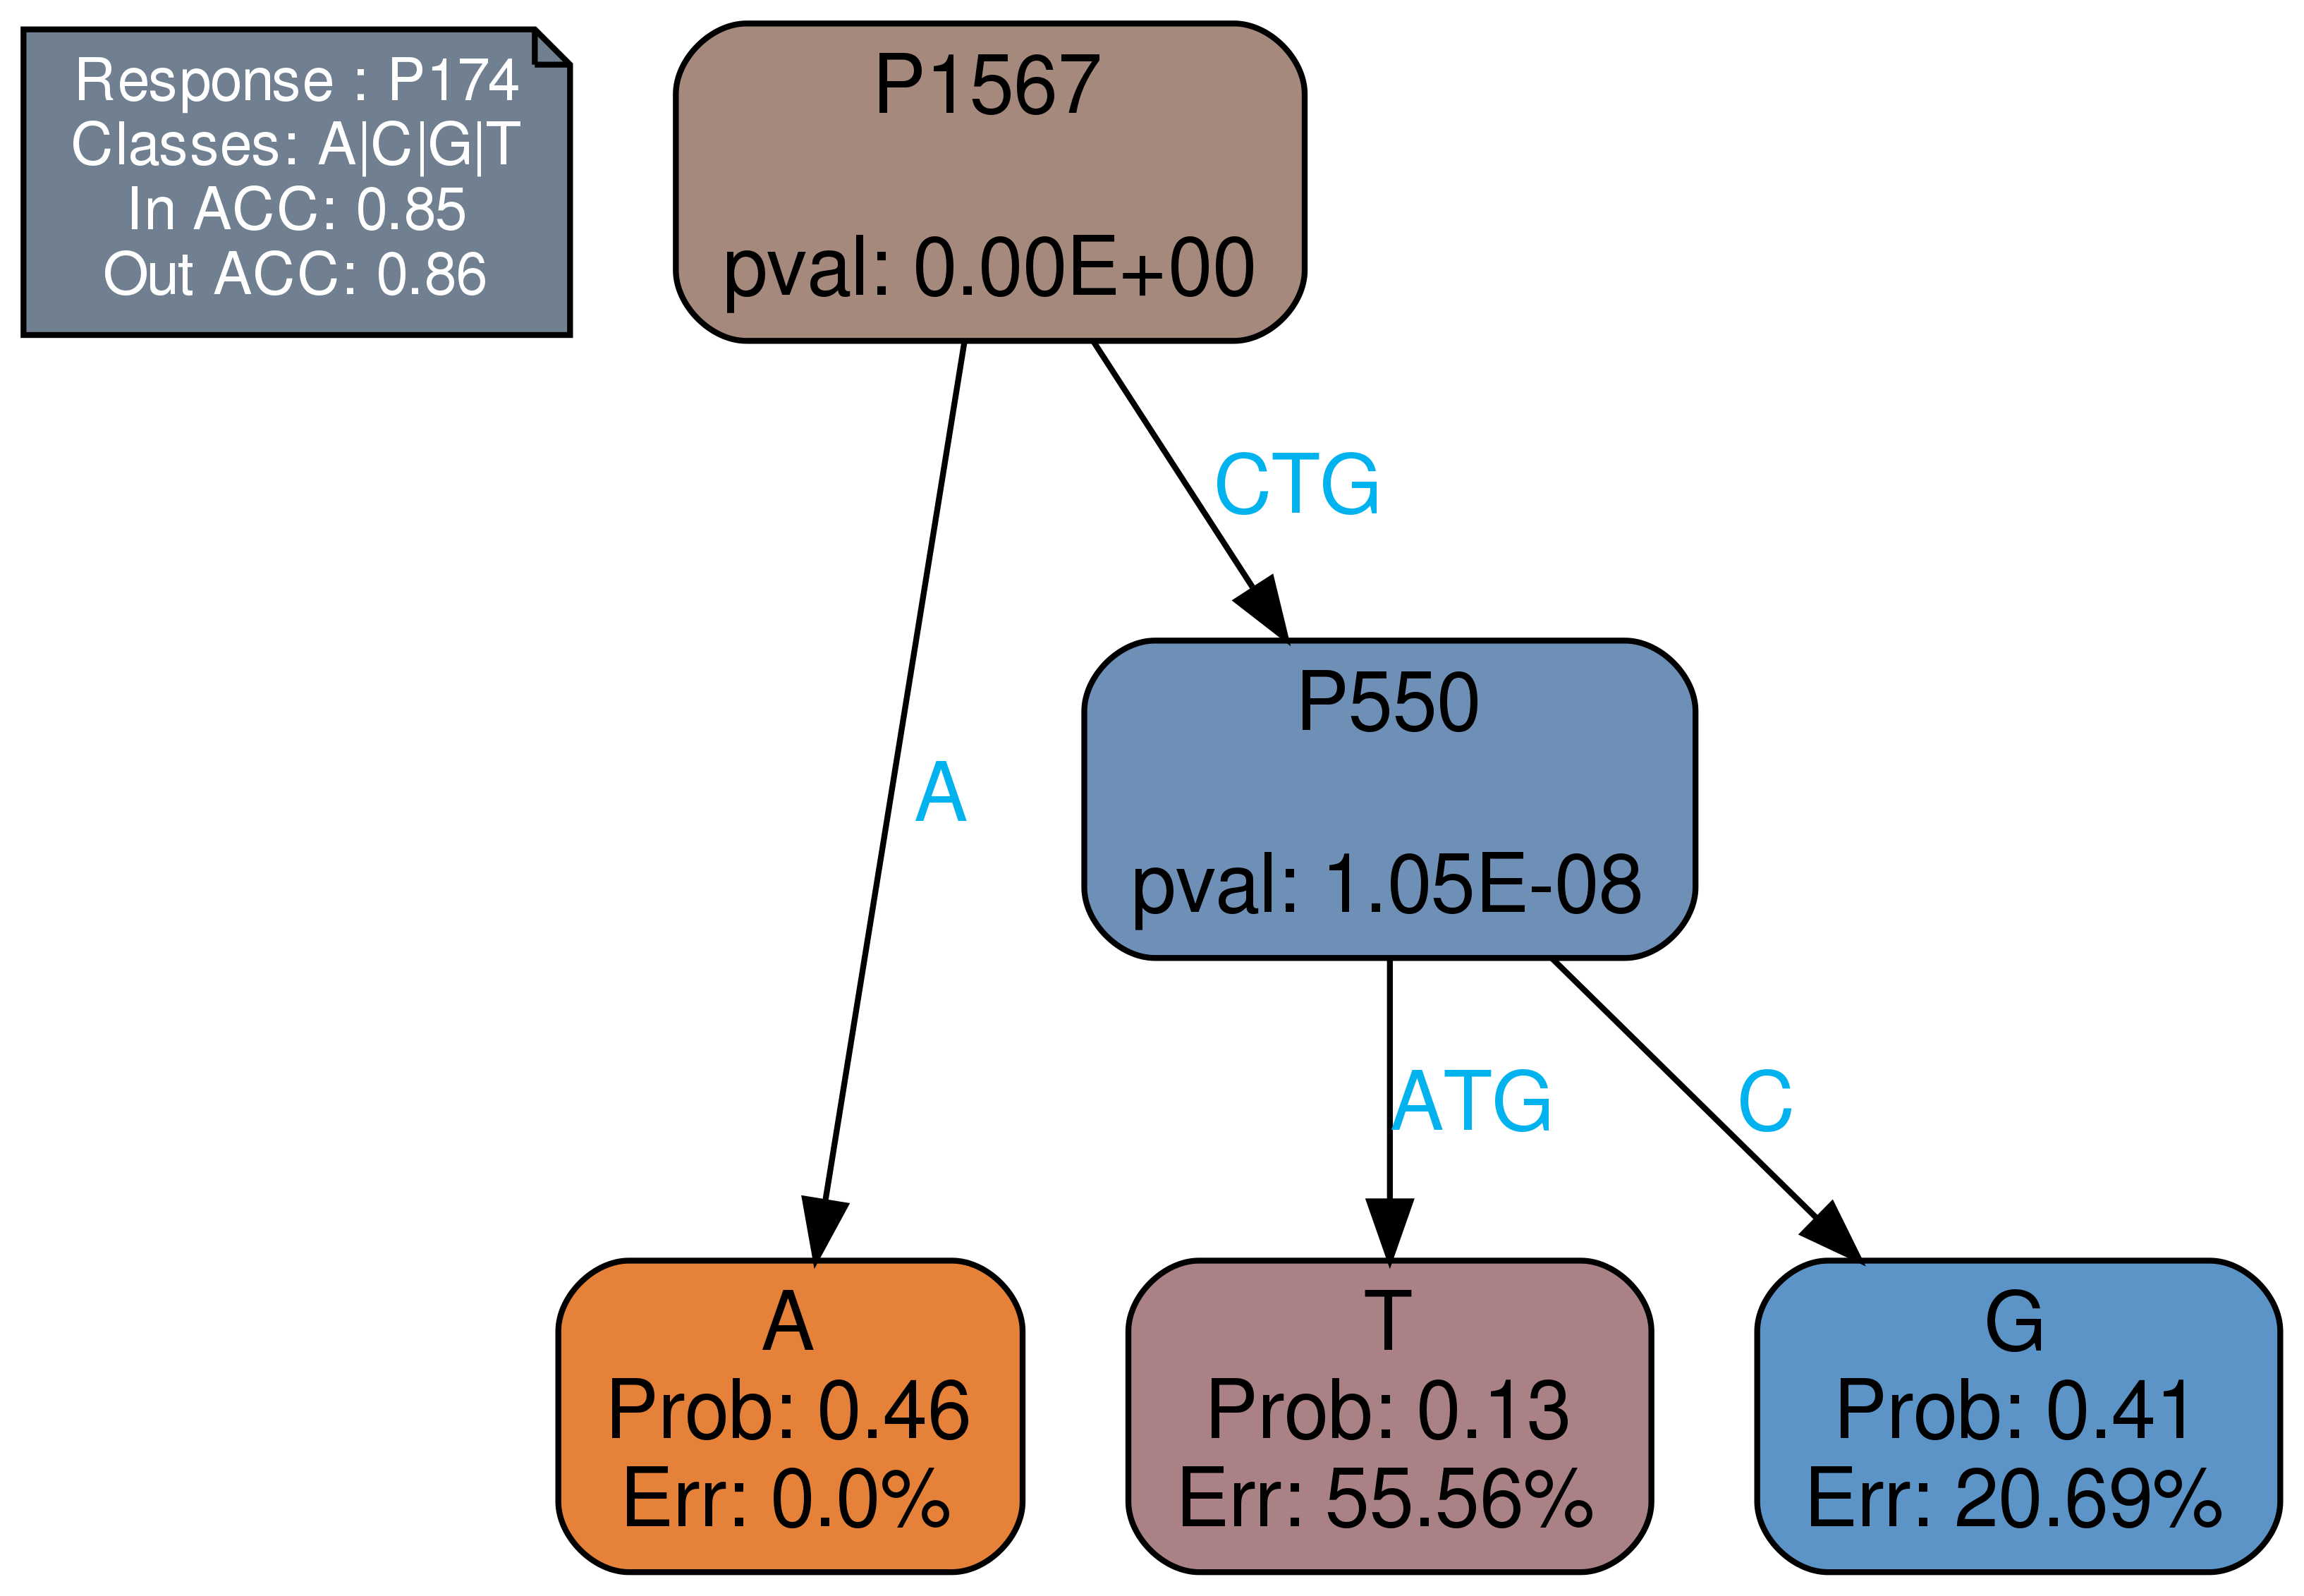 Response : P174
Classes: A|C|G|T
In ACC: 0.85
Out ACC: 0.86
P1567
pval: 0.00E+00
CTG
A
P550
pval: 1.05E-08
ATG
C
A
Prob: 0.46
Err: 0.0%
T
Prob: 0.13
Err: 55.56%
G
Prob: 0.41
Err: 20.69%